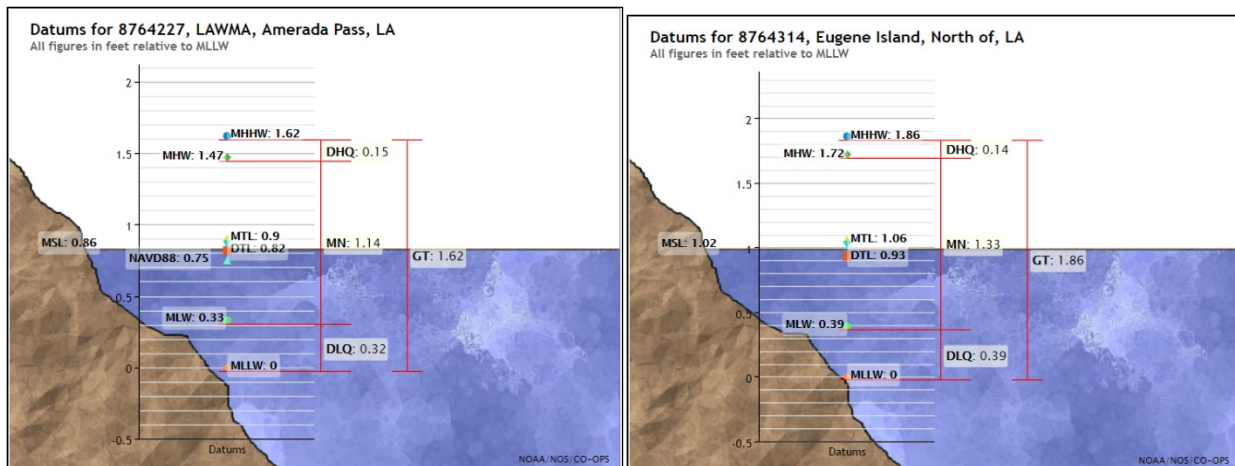 Datums for 8764227, LAWMA, Amerada Pass, LA
All figures in feet relative to MLLW
2
MHHW: 1.62
1.5
MHW: 1.47
DHQ: 0.15
1
MTL: 0.9
MSL: 0.86
DTL: 0.82
MN: 1.14
NAVD88: 0.75
GT: 1.62
0.5
MLW: 0.33
DLQ: 0.32
0
MLLW: 0
-0.5
Datums
NOAA/NOS/CO-OPS
Datums for 8764314, Eugene Island, North of, LA
All figures in feet relative to MLLW
2
MHHW: 1.86
MHW: 1.72
DHQ: 0.14
1.5
MTL: 1.06
MSL: 1.02
1
MN: 1.33
DTL: 0.93
GT: 1.86
0.5
MLW: 0.39
DLQ: 0.39
0
MLLW: 0
-0.5
Datums
NOAA/NOS/CO-OPS